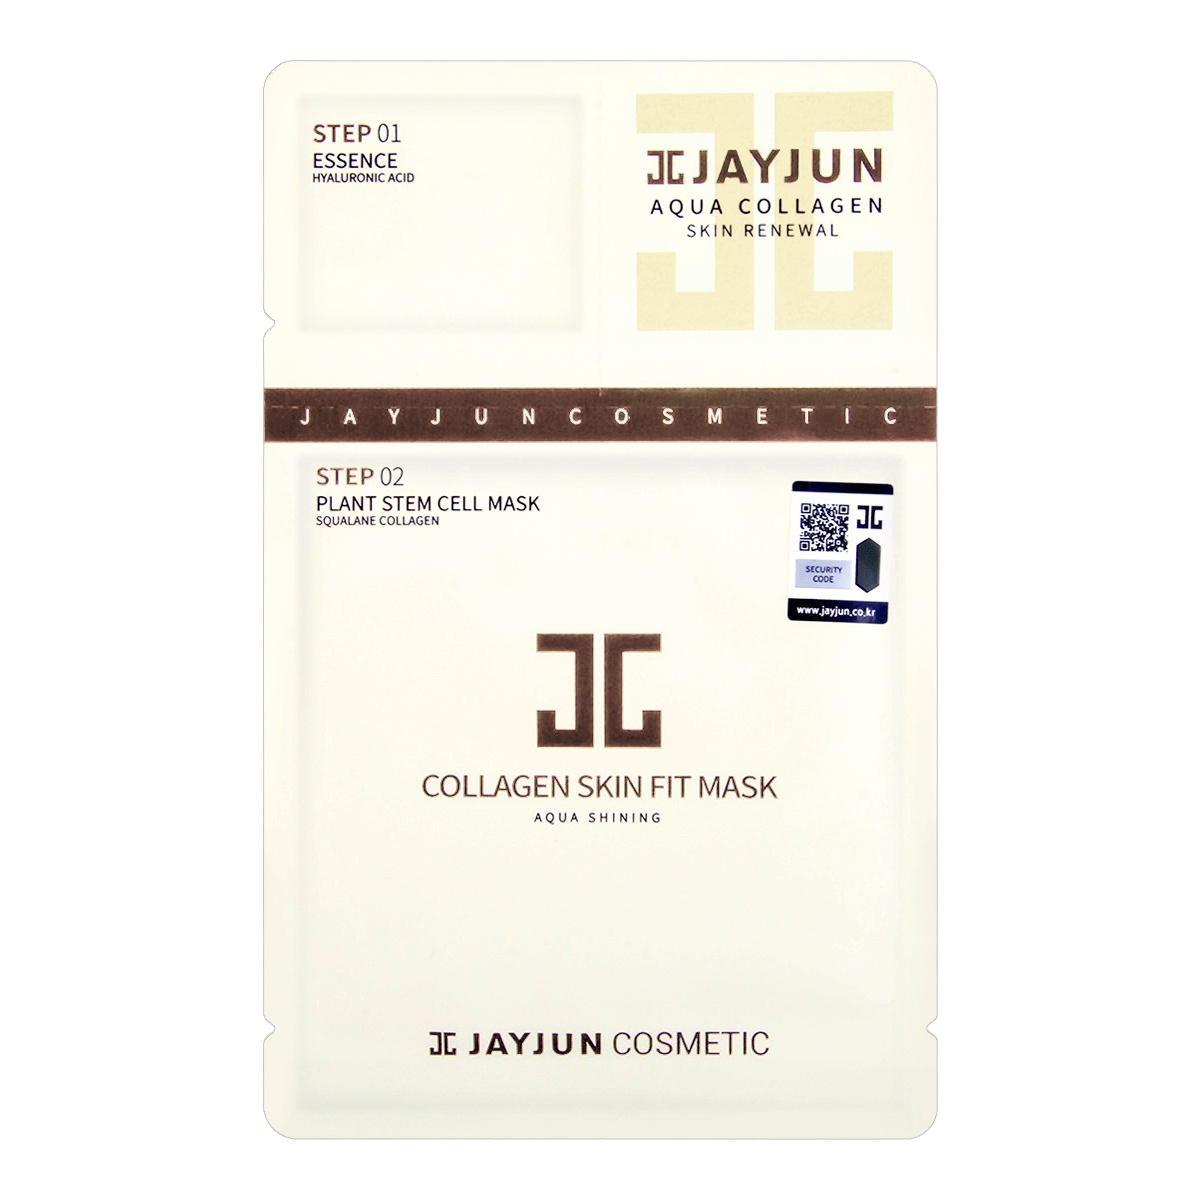 STEP 01
ESSENCE
HYALURONIC ACID
JAYJUN
AQUA COLLAGEN
SKIN RENEWAL
JAYJUNCOSMETIC
STEP 02
PLANT STEM CELL MASK
SQUALANE COLLAGEN
SECURITY
CODE
www.jayjun.co.kr
COLLAGEN SKIN FIT MASK
AQUA SHINING
JAYJUN COSMETIC